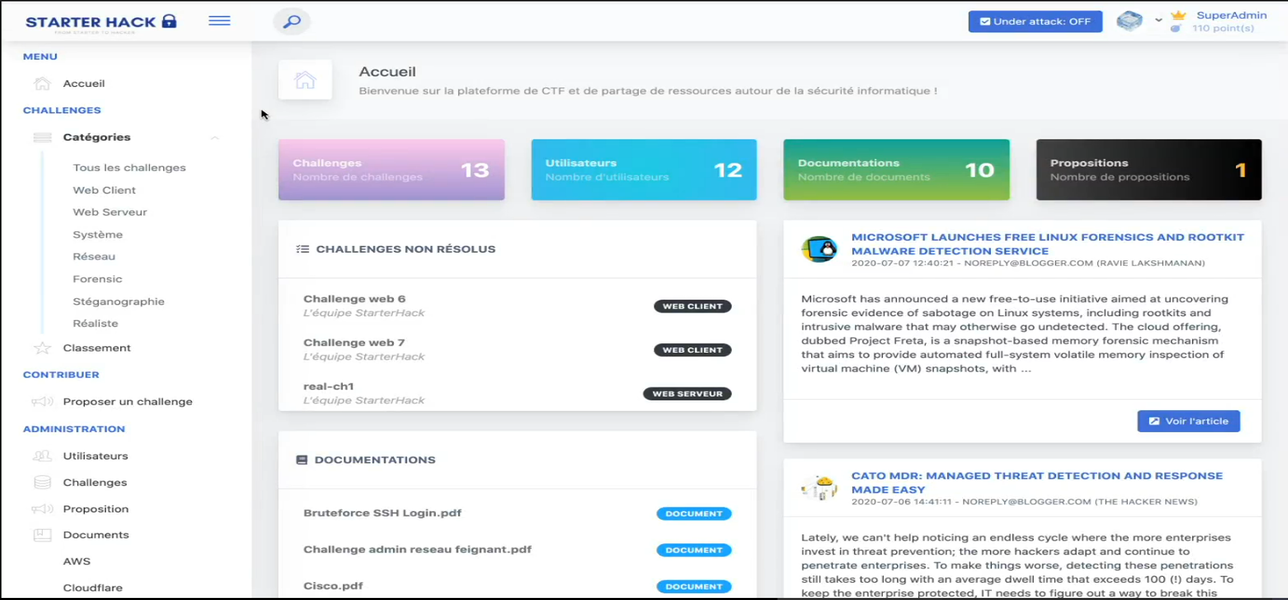 STARTER HACK
FROM STARTER TO HACKER
Under attack: OFF
SuperAdmin
110 point(s)
MENU
Accueil
CHALLENGES
Catégories
Tous les challenges
Web Client
Web Serveur
Système
Réseau
Forensic
Stéganographie
Réaliste
Classement
CONTRIBUER
Proposer un challenge
ADMINISTRATION
Utilisateurs
Challenges
Proposition
Documents
AWS
Cloudflare
Accueil
Bienvenue sur la plateforme de CTF et de partage de ressources autour de la sécurité informatique !
Challenges
Nombre de challenges
13
Utilisateurs
Nombre d'utilisateurs
12
Documentations
Nombre de documents
10
Propositions
Nombre de propositions
1
CHALLENGES NON RÉSOLUS
Challenge web 6
L'équipe StarterHack
WEB CLIENT
Challenge web 7
L'équipe StarterHack
WEB CLIENT
real-ch1
L'équipe StarterHack
WEB SERVEUR
DOCUMENTATIONS
Bruteforce SSH Login.pdf
DOCUMENT
Challenge admin reseau feignant.pdf
DOCUMENT
Cisco.pdf
DOCUMENT
MICROSOFT LAUNCHES FREE LINUX FORENSICS AND ROOTKIT
MALWARE DETECTION SERVICE
2020-07-07 12:40:21 - NOREPLY@BLOGGER.COM (RAVIE LAKSHMANAN)
Microsoft has announced a new free-to-use initiative aimed at uncovering
forensic evidence of sabotage on Linux systems, including rootkits and
intrusive malware that may otherwise go undetected. The cloud offering,
dubbed Project Freta, is a snapshot-based memory forensic mechanism
that aims to provide automated full-system volatile memory inspection of
virtual machine (VM) snapshots, with ...
Voir l'article
CATO MDR: MANAGED THREAT DETECTION AND RESPONSE
MADE EASY
2020-07-06 14:41:11 - NOREPLY@BLOGGER.COM (THE HACKER NEWS)
Lately, we can't help noticing an endless cycle where the more enterprises
invest in threat prevention; the more hackers adapt and continue to
penetrate enterprises. To make things worse, detecting these penetrations
still takes too long with an average dwell time that exceeds 100 (!) days. To
keep the enterprise protected, IT needs to figure out a way to break this